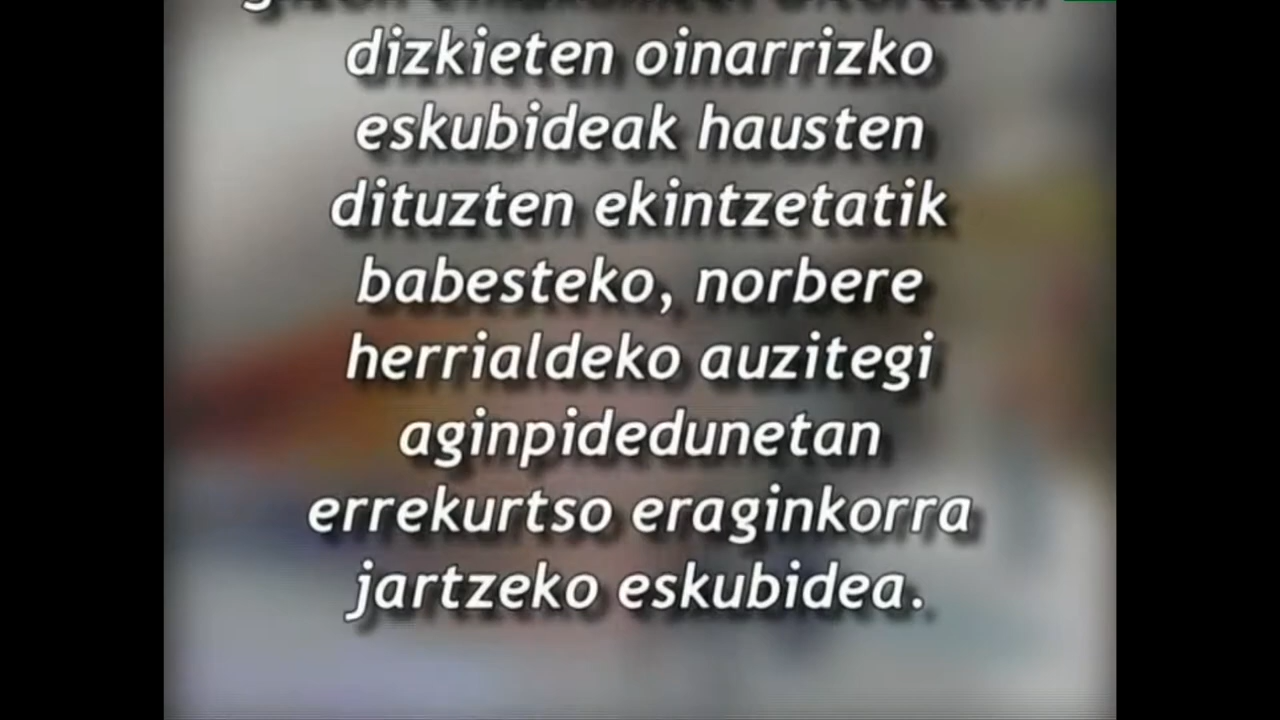 dizkieten oinarrizko
eskubideak hausten
dituzten ekintzetatik
babesteko, norbere
herrialdeko auzitegi
aginpidedunetan
errekurtso eraginkorra
jartzeko eskubidea.